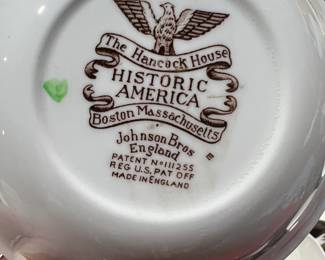 The Hancock House
HISTORIC
AMERICA
Boston Massachusetts
Johnson Bros
England
PATENT Nº 111255
REG U.S. PAT OFF
MADE IN ENGLAND